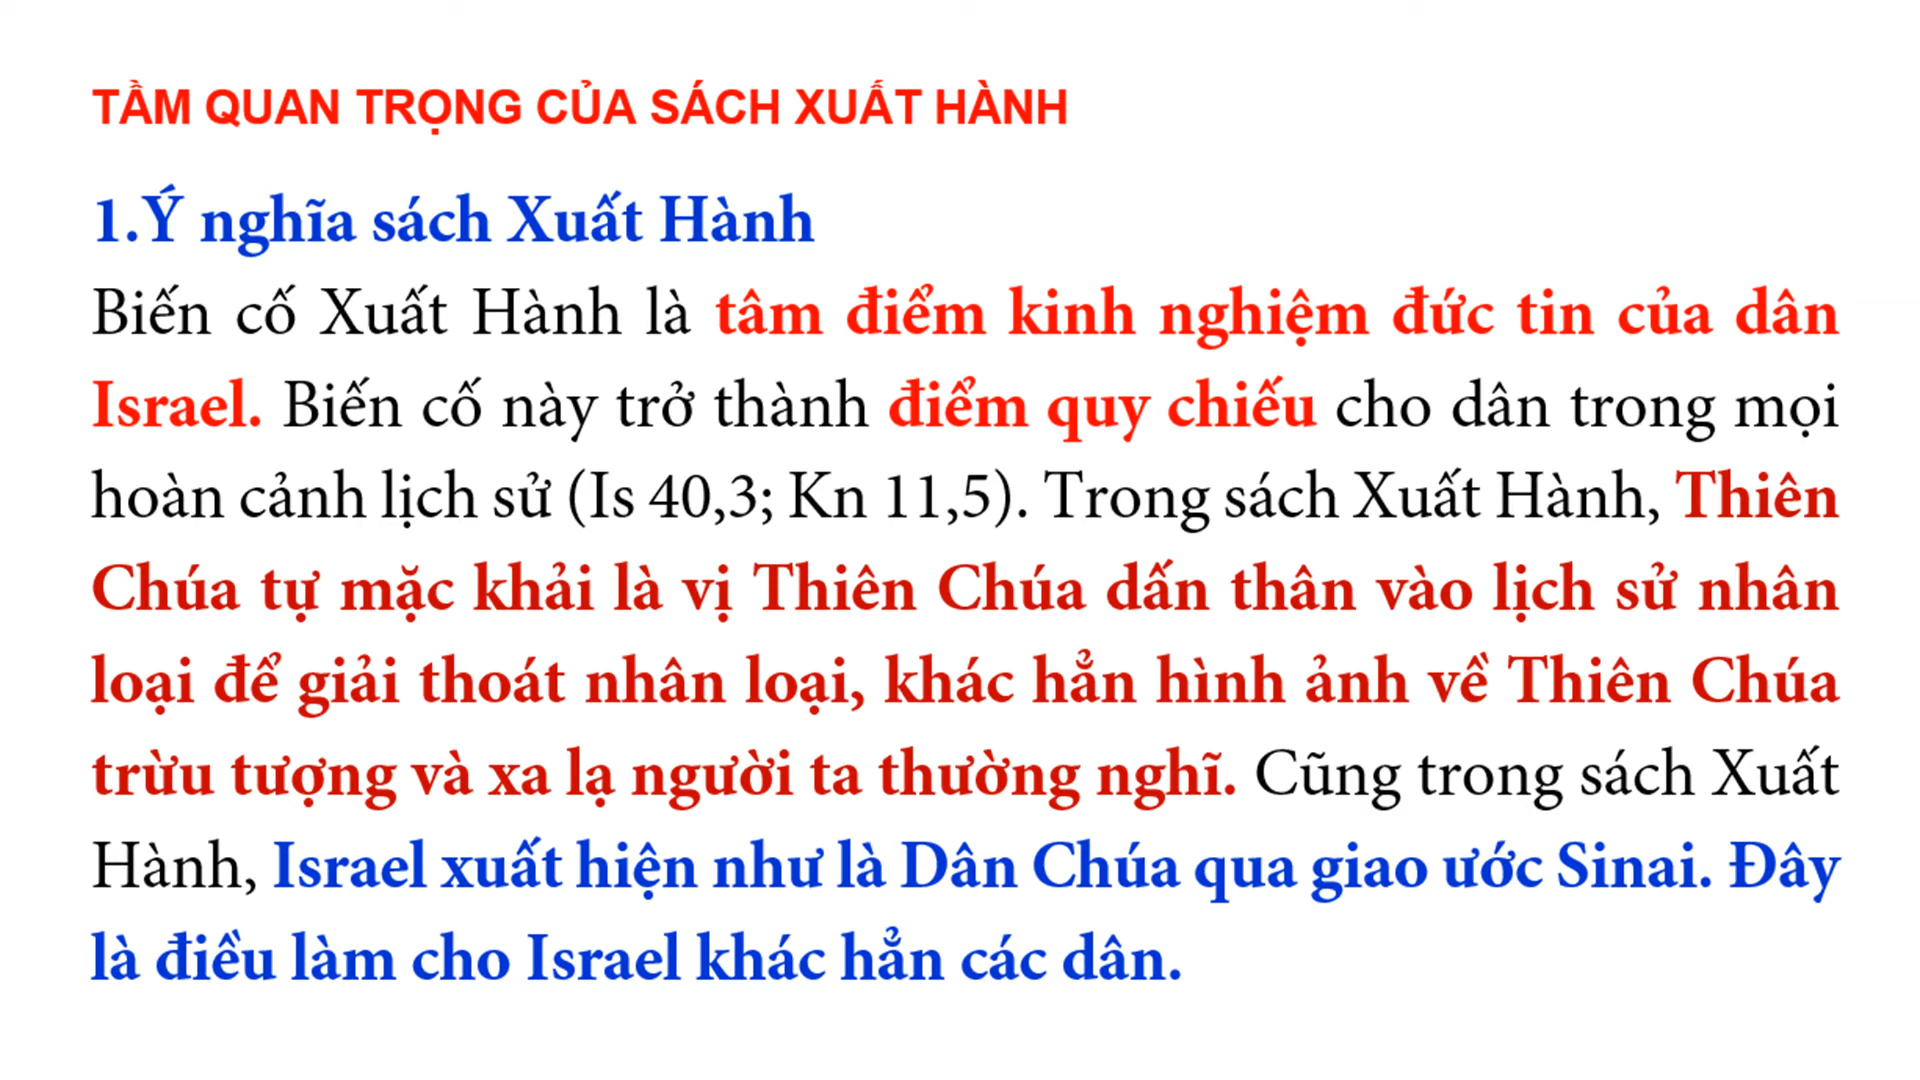 TẦM QUAN TRỌNG CỦA SÁCH XUẤT HÀNH
1.Ý nghĩa sách Xuất Hành
Biến cố Xuất Hành là tâm điểm kinh nghiệm đức tin của dân
Israel. Biến cố này trở thành điểm quy chiếu cho dân trong mọi
hoàn cảnh lịch sử (Is 40,3; Kn 11,5). Trong sách Xuất Hành, Thiên
Chúa tự mặc khải là vị Thiên Chúa dấn thân vào lịch sử nhân
loại để giải thoát nhân loại, khác hẳn hình ảnh về Thiên Chúa
trừu tượng và xa lạ người ta thường nghĩ. Cũng trong sách Xuất
Hành, Israel xuất hiện như là Dân Chúa qua giao ước Sinai. Đây
là điều làm cho Israel khác hẳn các dân.